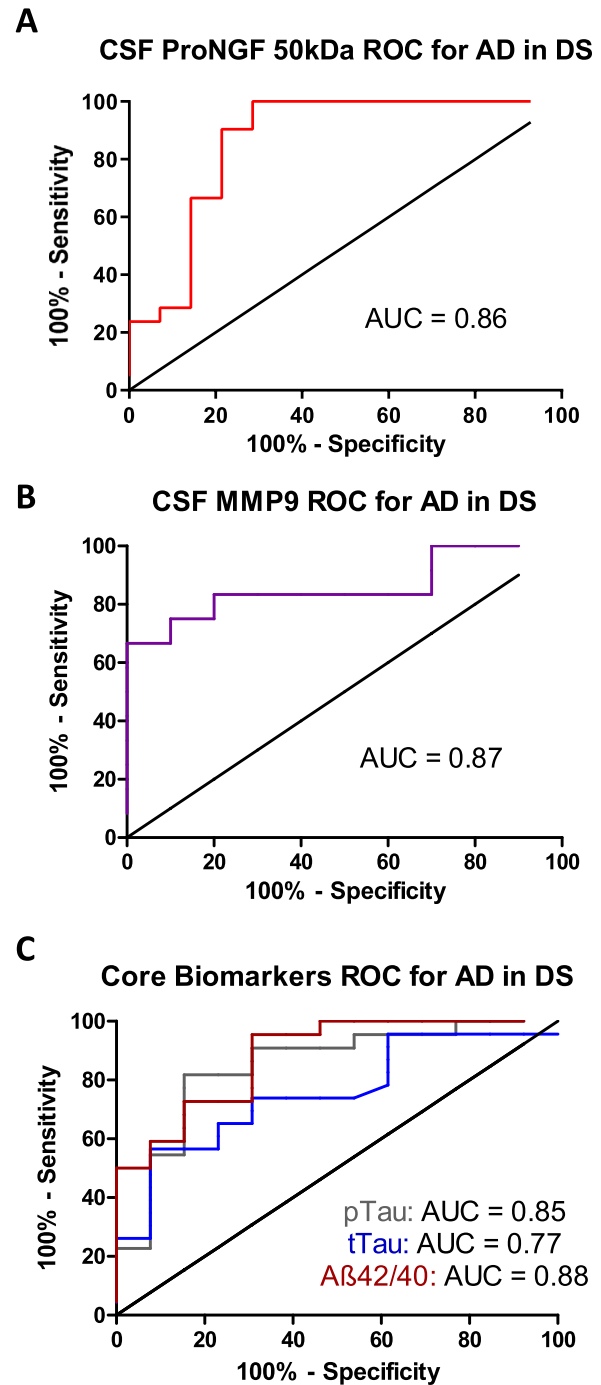 A
CSF ProNGF 50kDa ROC for AD in DS
100
80
60
40
20
0
100% - Sensitivity
AUC = 0.86
0 20 40 60 80 100
100% - Specificity
B
CSF MMP9 ROC for AD in DS
100
80
60
40
20
0
100% - Sensitivity
AUC = 0.87
0 20 40 60 80 100
100% - Specificity
C
Core Biomarkers ROC for AD in DS
100
80
60
40
20
0
100% - Sensitivity
pTau: AUC = 0.85
tTau: AUC = 0.77
Aß42/40: AUC = 0.88
0 20 40 60 80 100
100% - Specificity